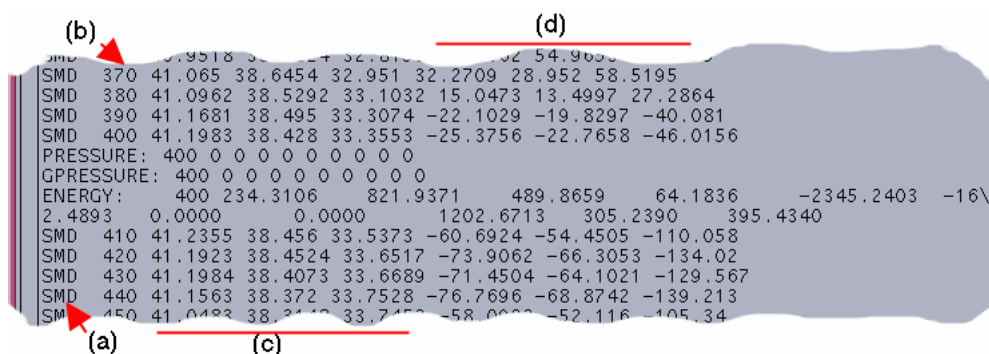 (b)
(d)
SMD 370 41.065 38.6454 32.951 32.2709 28.952 58.5195
SMD 380 41.0962 38.5292 33.1032 15.0473 13.4997 27.2864
SMD 390 41.1681 38.495 33.3074 -22.1029 -19.8297 -40.081
SMD 400 41.1983 38.428 33.3553 -25.3756 -22.7658 -46.0156
PRESSURE: 400 0 0 0 0 0 0 0 0 0
GPRESSURE: 400 0 0 0 0 0 0 0 0 0
ENERGY: 400 234.3106 821.9371 489.8659 64.1836 -2345.2403 -16\
2.4893 0.0000 0.0000 1202.6713 305.2390 395.4340
SMD 410 41.2355 38.456 33.5373 -60.6924 -54.4505 -110.058
SMD 420 41.1923 38.4524 33.6517 -73.9062 -66.3053 -134.02
SMD 430 41.1984 38.4073 33.6689 -71.4504 -64.1021 -129.567
SMD 440 41.1563 38.372 33.7528 -76.7696 -68.8742 -139.213
450 41.0483 -52.116 -105.34
(a)
(c)